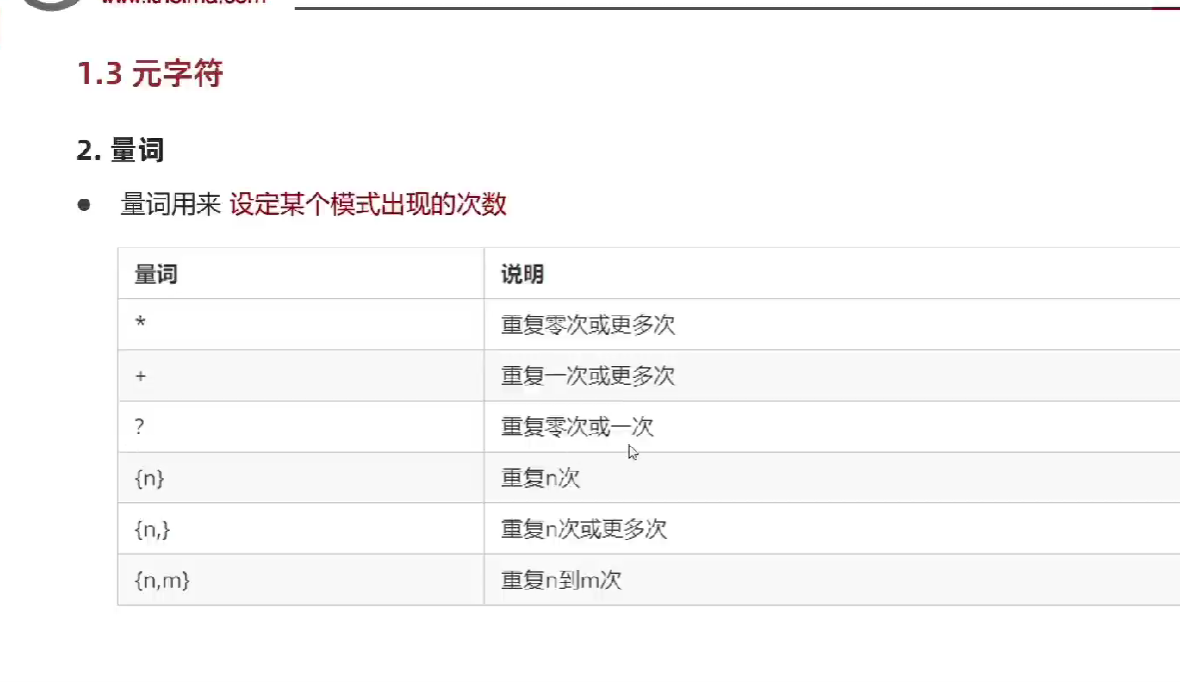 1.3 元字符
2. 量词
● 量词用来 设定某个模式出现的次数
量词 说明
* 重复零次或更多次
+ 重复一次或更多次
? 重复零次或一次
{n} 重复n次
{n,} 重复n次或更多次
{n,m} 重复n到m次